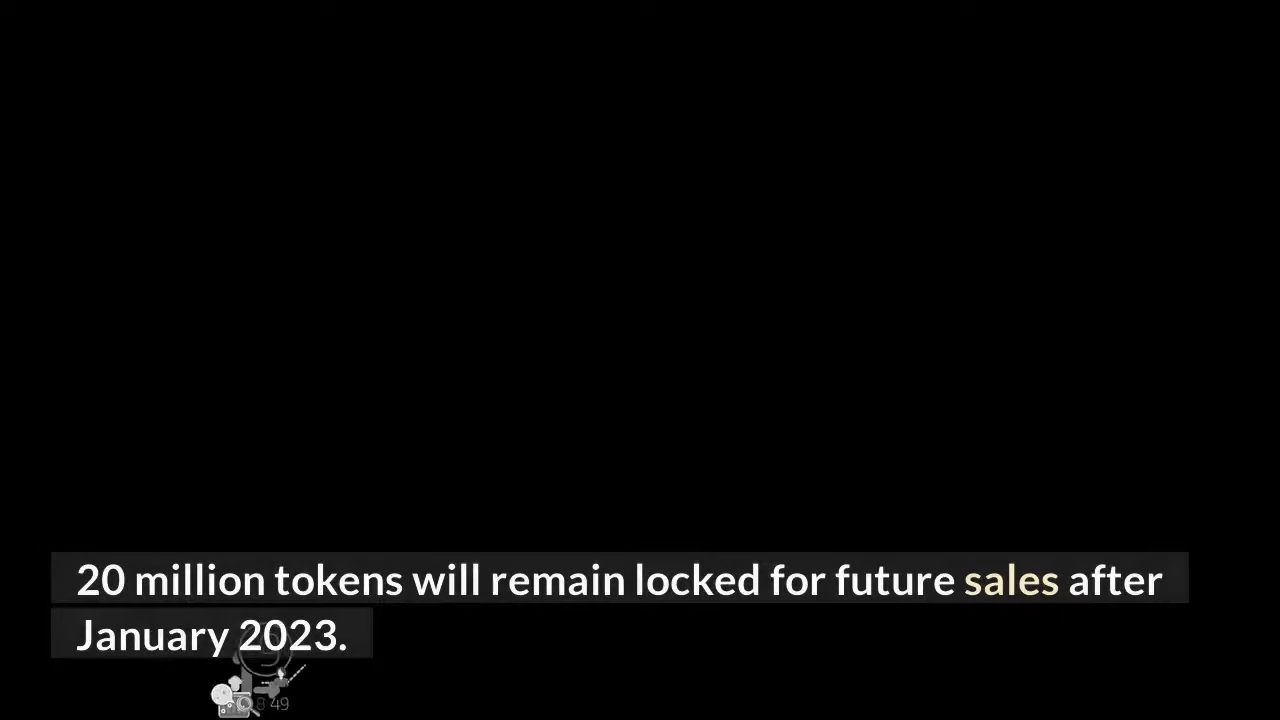 20 million tokens will remain locked for future sales after
January 2023.